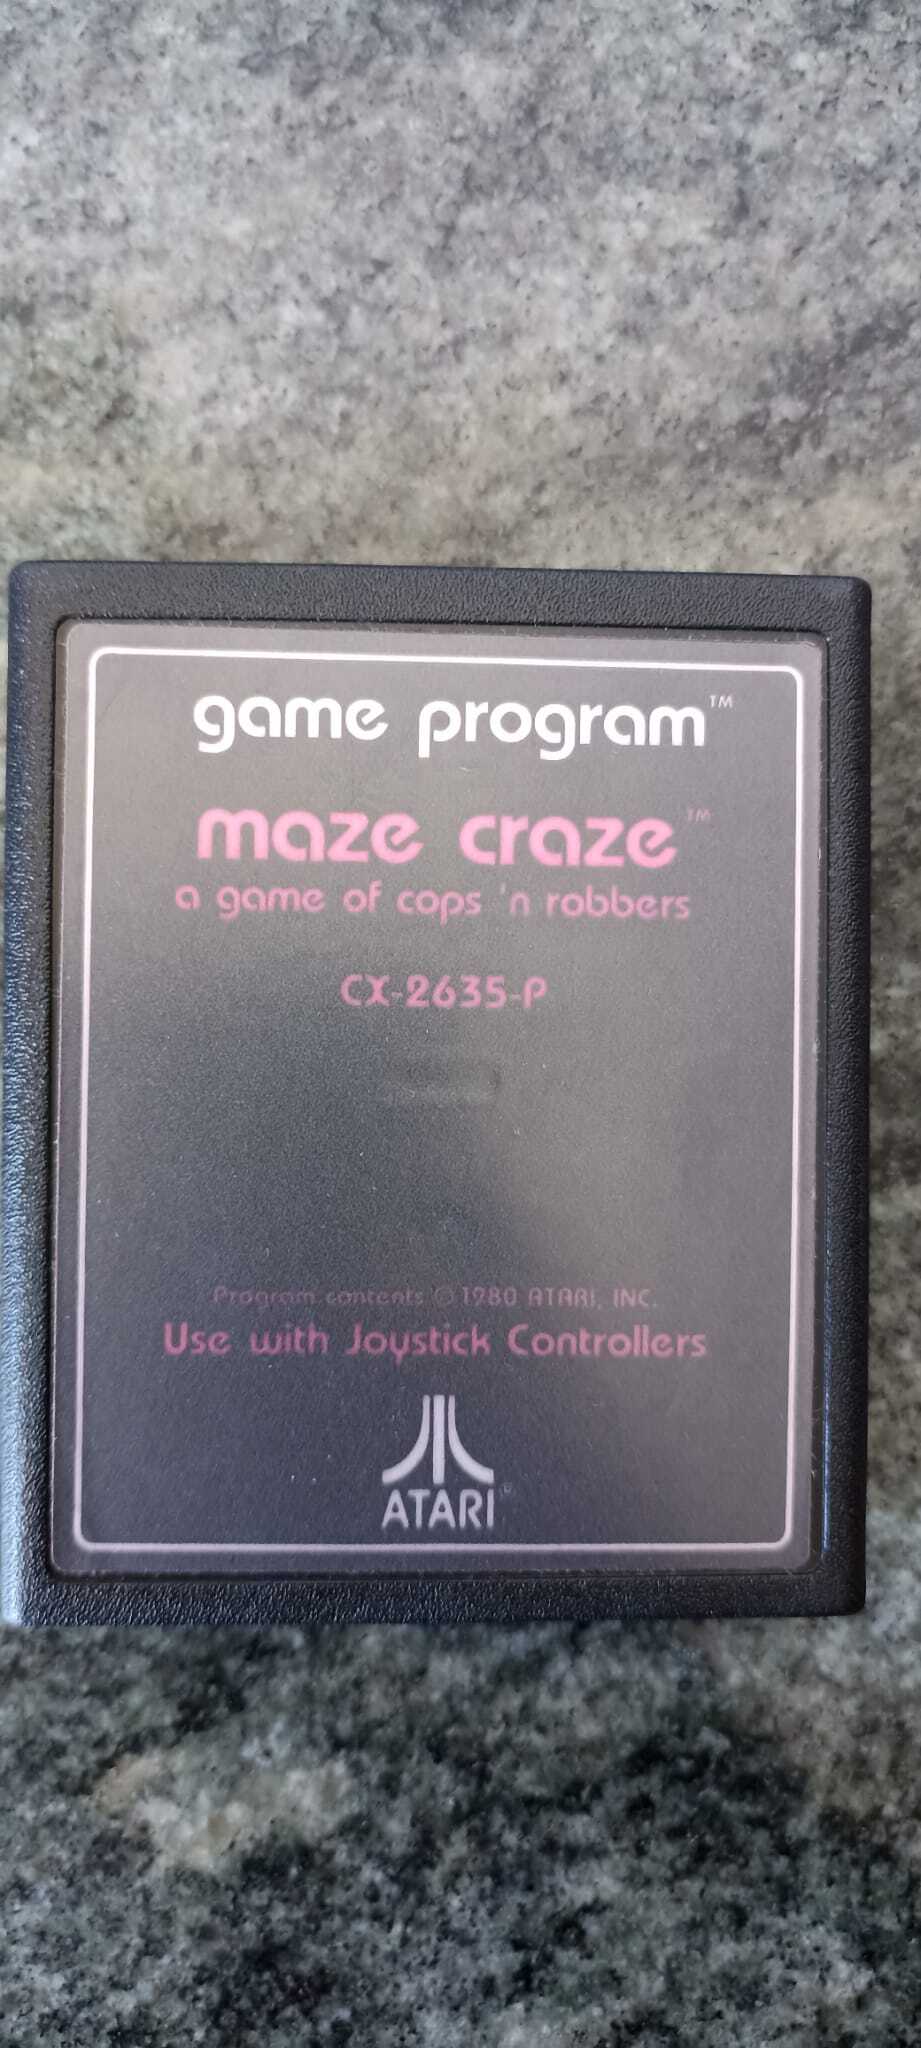 game program™
maze craze™
a game of cops 'n robbers
CX-2635-P
Program contents © 1980 ATARI, INC.
Use with Joystick Controllers
ATARI®